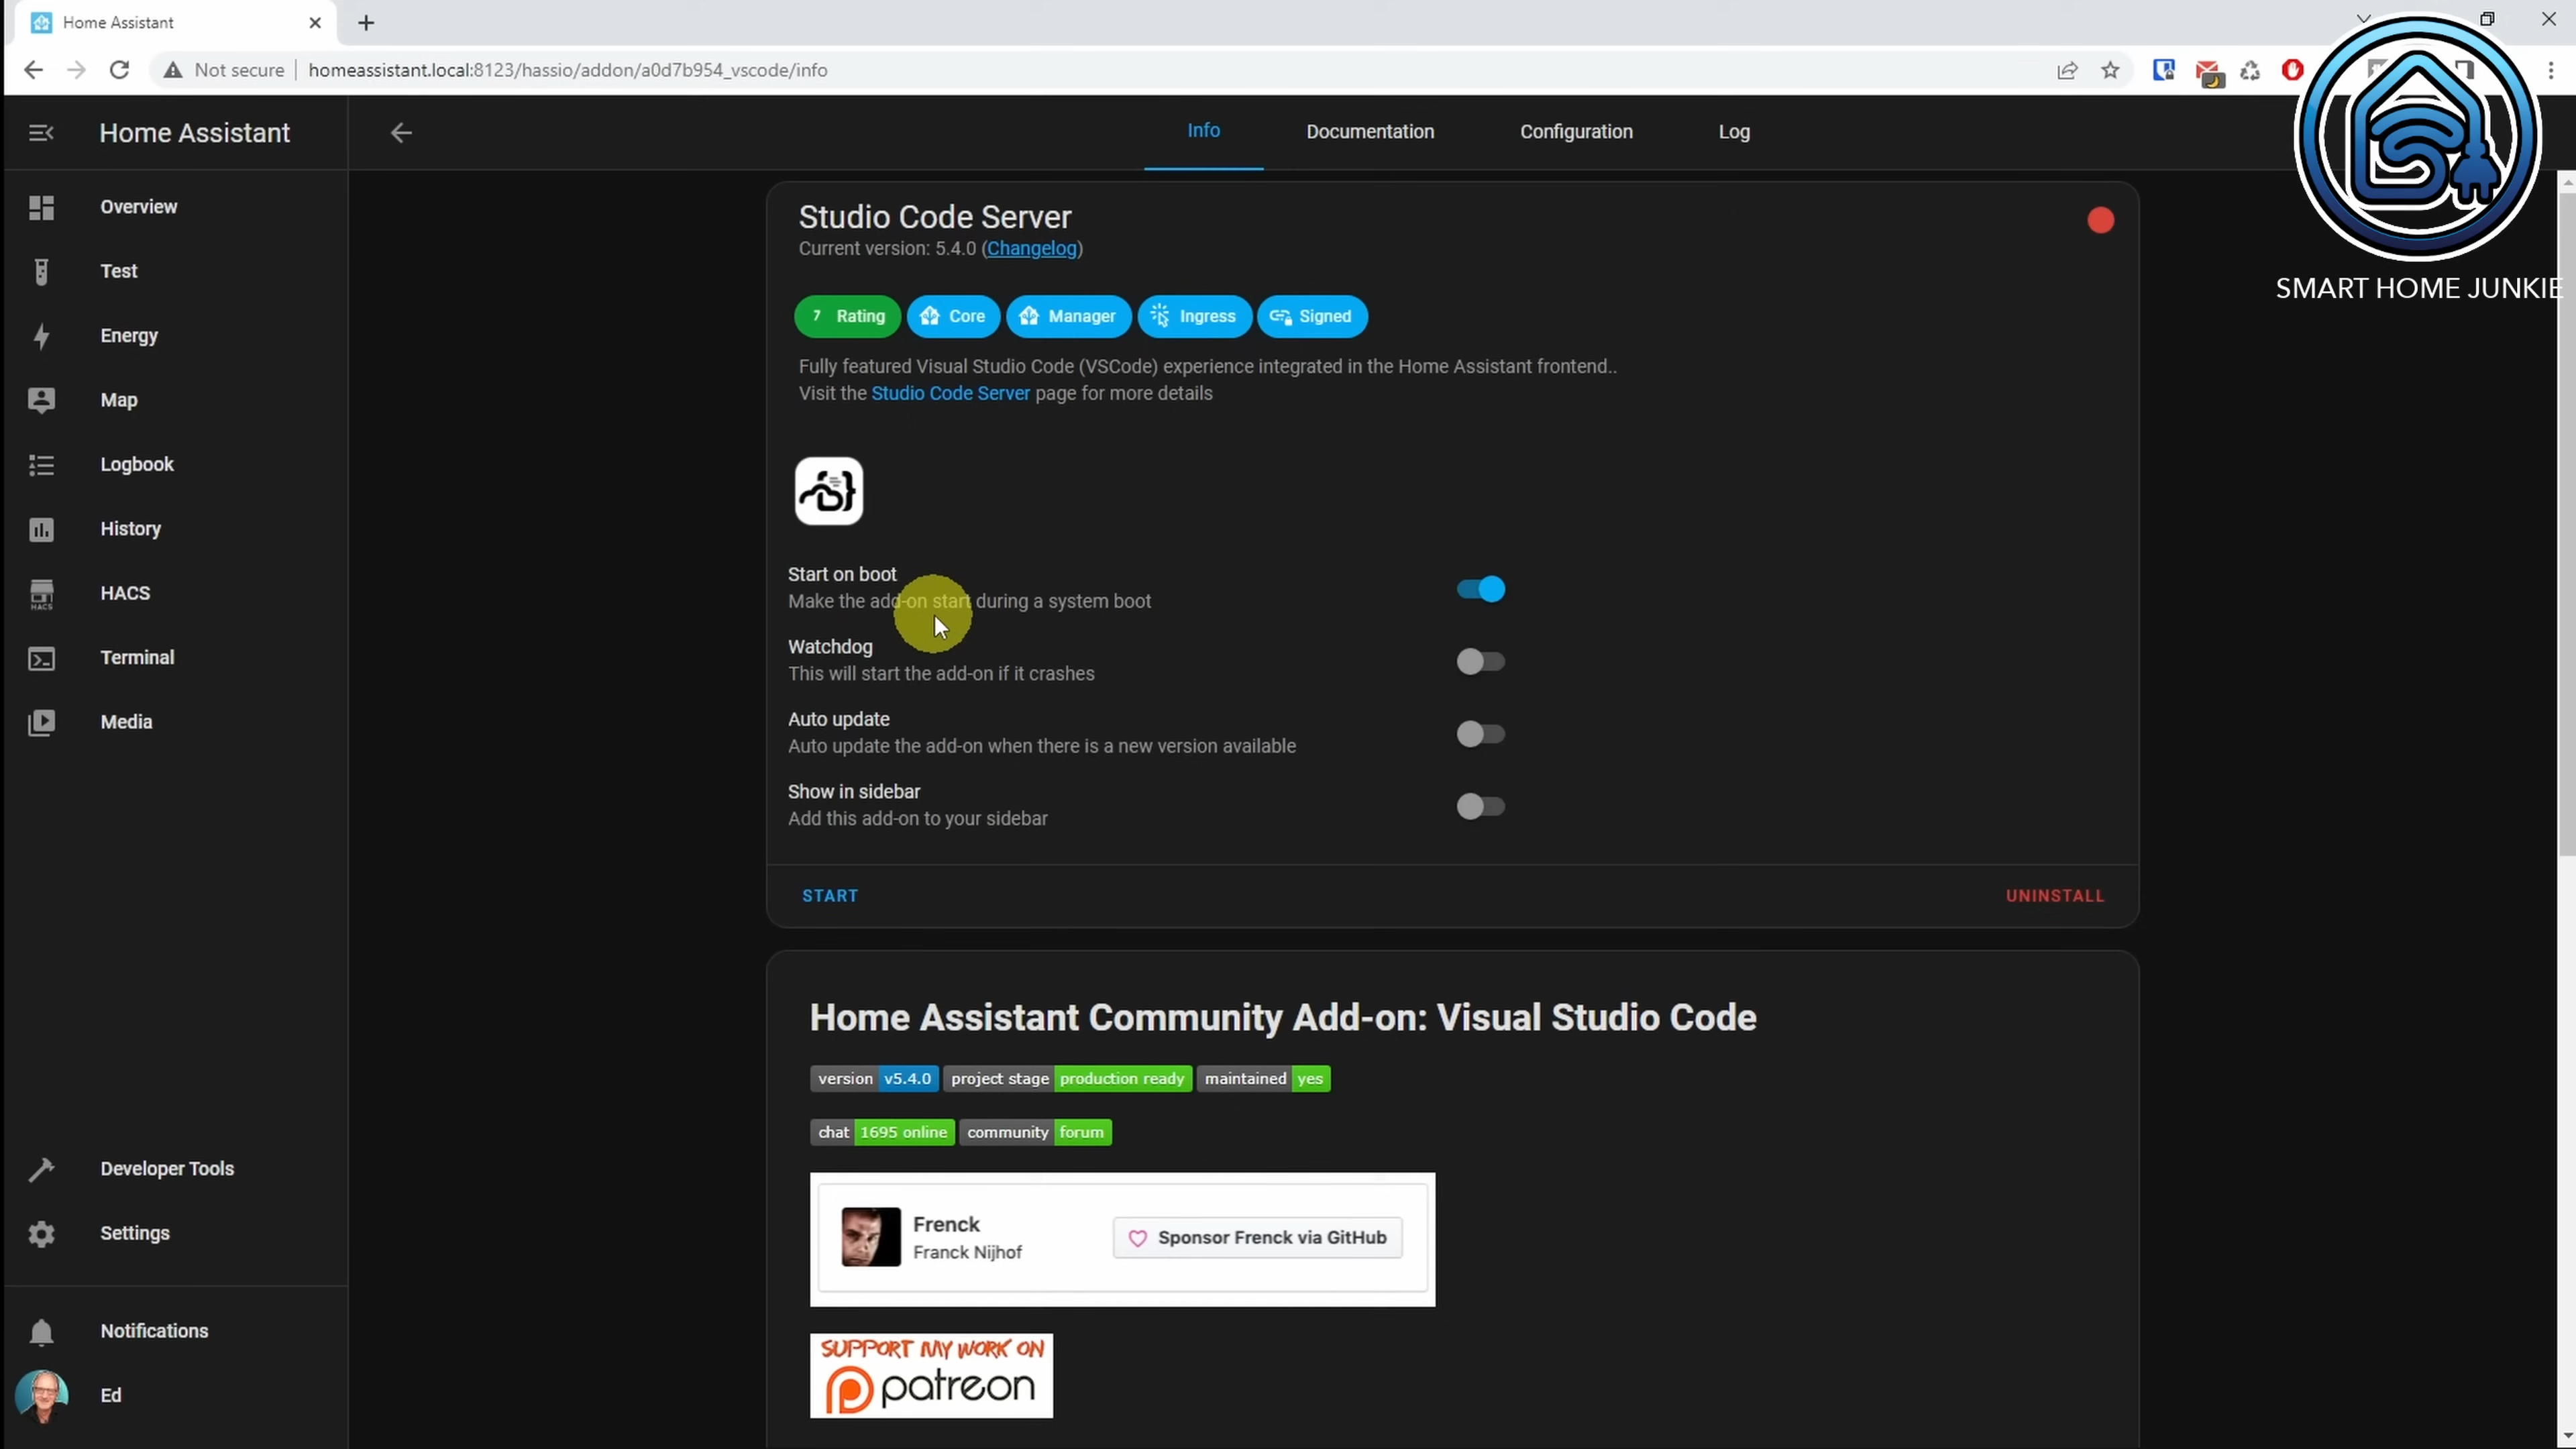 Home Assistant
Not secure
homeassistant.local:8123/hassio/addon/a0d7b954_vscode/info
SMART HOME JUNKIE
Home Assistant
Info
Documentation
Configuration
Log
Overview
Test
Energy
Map
Logbook
History
HACS
HACS
Terminal
Media
Developer Tools
Settings
Notifications
Ed
Studio Code Server
Current version: 5.4.0 (Changelog)
7 Rating
Core
Manager
Ingress
Signed
Fully featured Visual Studio Code (VSCode) experience integrated in the Home Assistant frontend..
Visit the Studio Code Server page for more details
Start on boot
Make the add-on start during a system boot
Watchdog
This will start the add-on if it crashes
Auto update
Auto update the add-on when there is a new version available
Show in sidebar
Add this add-on to your sidebar
START
UNINSTALL
Home Assistant Community Add-on: Visual Studio Code
version v5.4.0 project stage production ready maintained yes
chat 1695 online community forum
Frenck
Franck Nijhof
Sponsor Frenck via GitHub
SUPPORT MY WORK ON
patreon